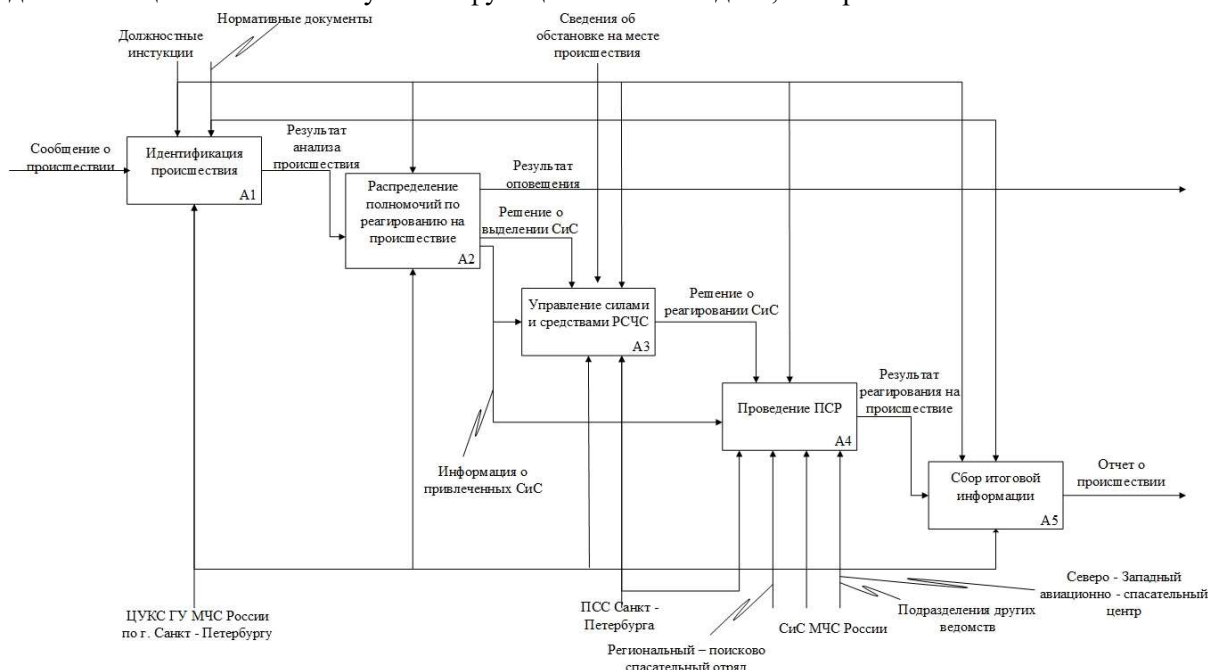 Нормативные документы
Должностные
инстукции
Сведения об
обстановке на месте
происшествия
Сообщение о
происшествии
Идентификация
происшествия
A1
Результат
анализа
происшествия
Распределение
полномочий по
реагированию на
происшествие
A2
Результат
оповещения
Решение о
выделении СиС
Управление силами
и средствами РСЧС
A3
Решение о
реагировании СиС
Проведение ПСР
A4
Результат
реагирования на
происшествие
Информация о
привлеченных СиС
Сбор итоговой
информации
A5
Отчет о
происшествии
ЦУКС ГУ МЧС России
по г. Санкт - Петербургу
ПСС Санкт -
Петербурга
Региональный – поисково
спасательный отряд
СиС МЧС России
Подразделения других
ведомств
Северо - Западный
авиационно - спасательный
центр